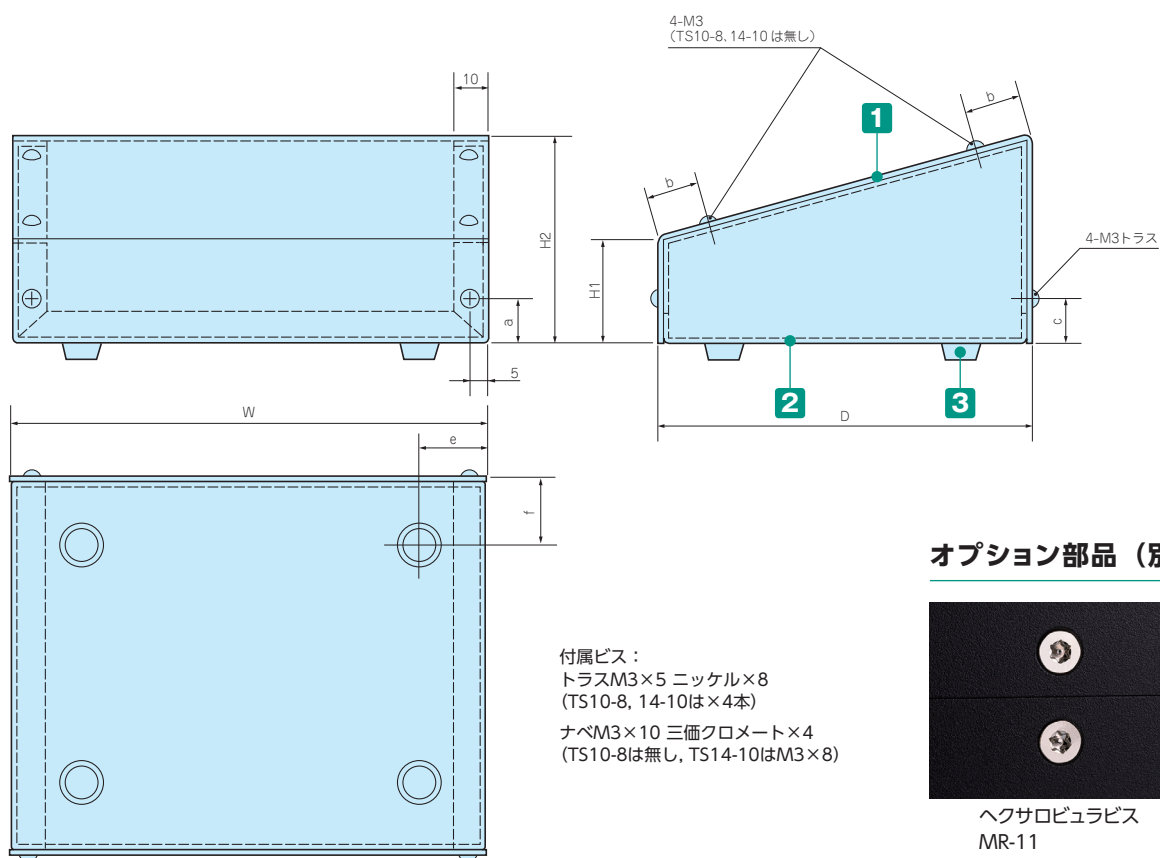 4-M3
(TS10-8、14-10 は無し)
10
b
1
b
H2
H1
4-M3トラス
a
c
5
2
3
W
D
e
f
オプション部品（別
付属ビス：
トラスM3×5 ニッケル×8
(TS10-8, 14-10は×4本)
ナベM3×10 三価クロメート×4
(TS10-8は無し, TS14-10はM3×8)
ヘクサロビュラビス
MR-11